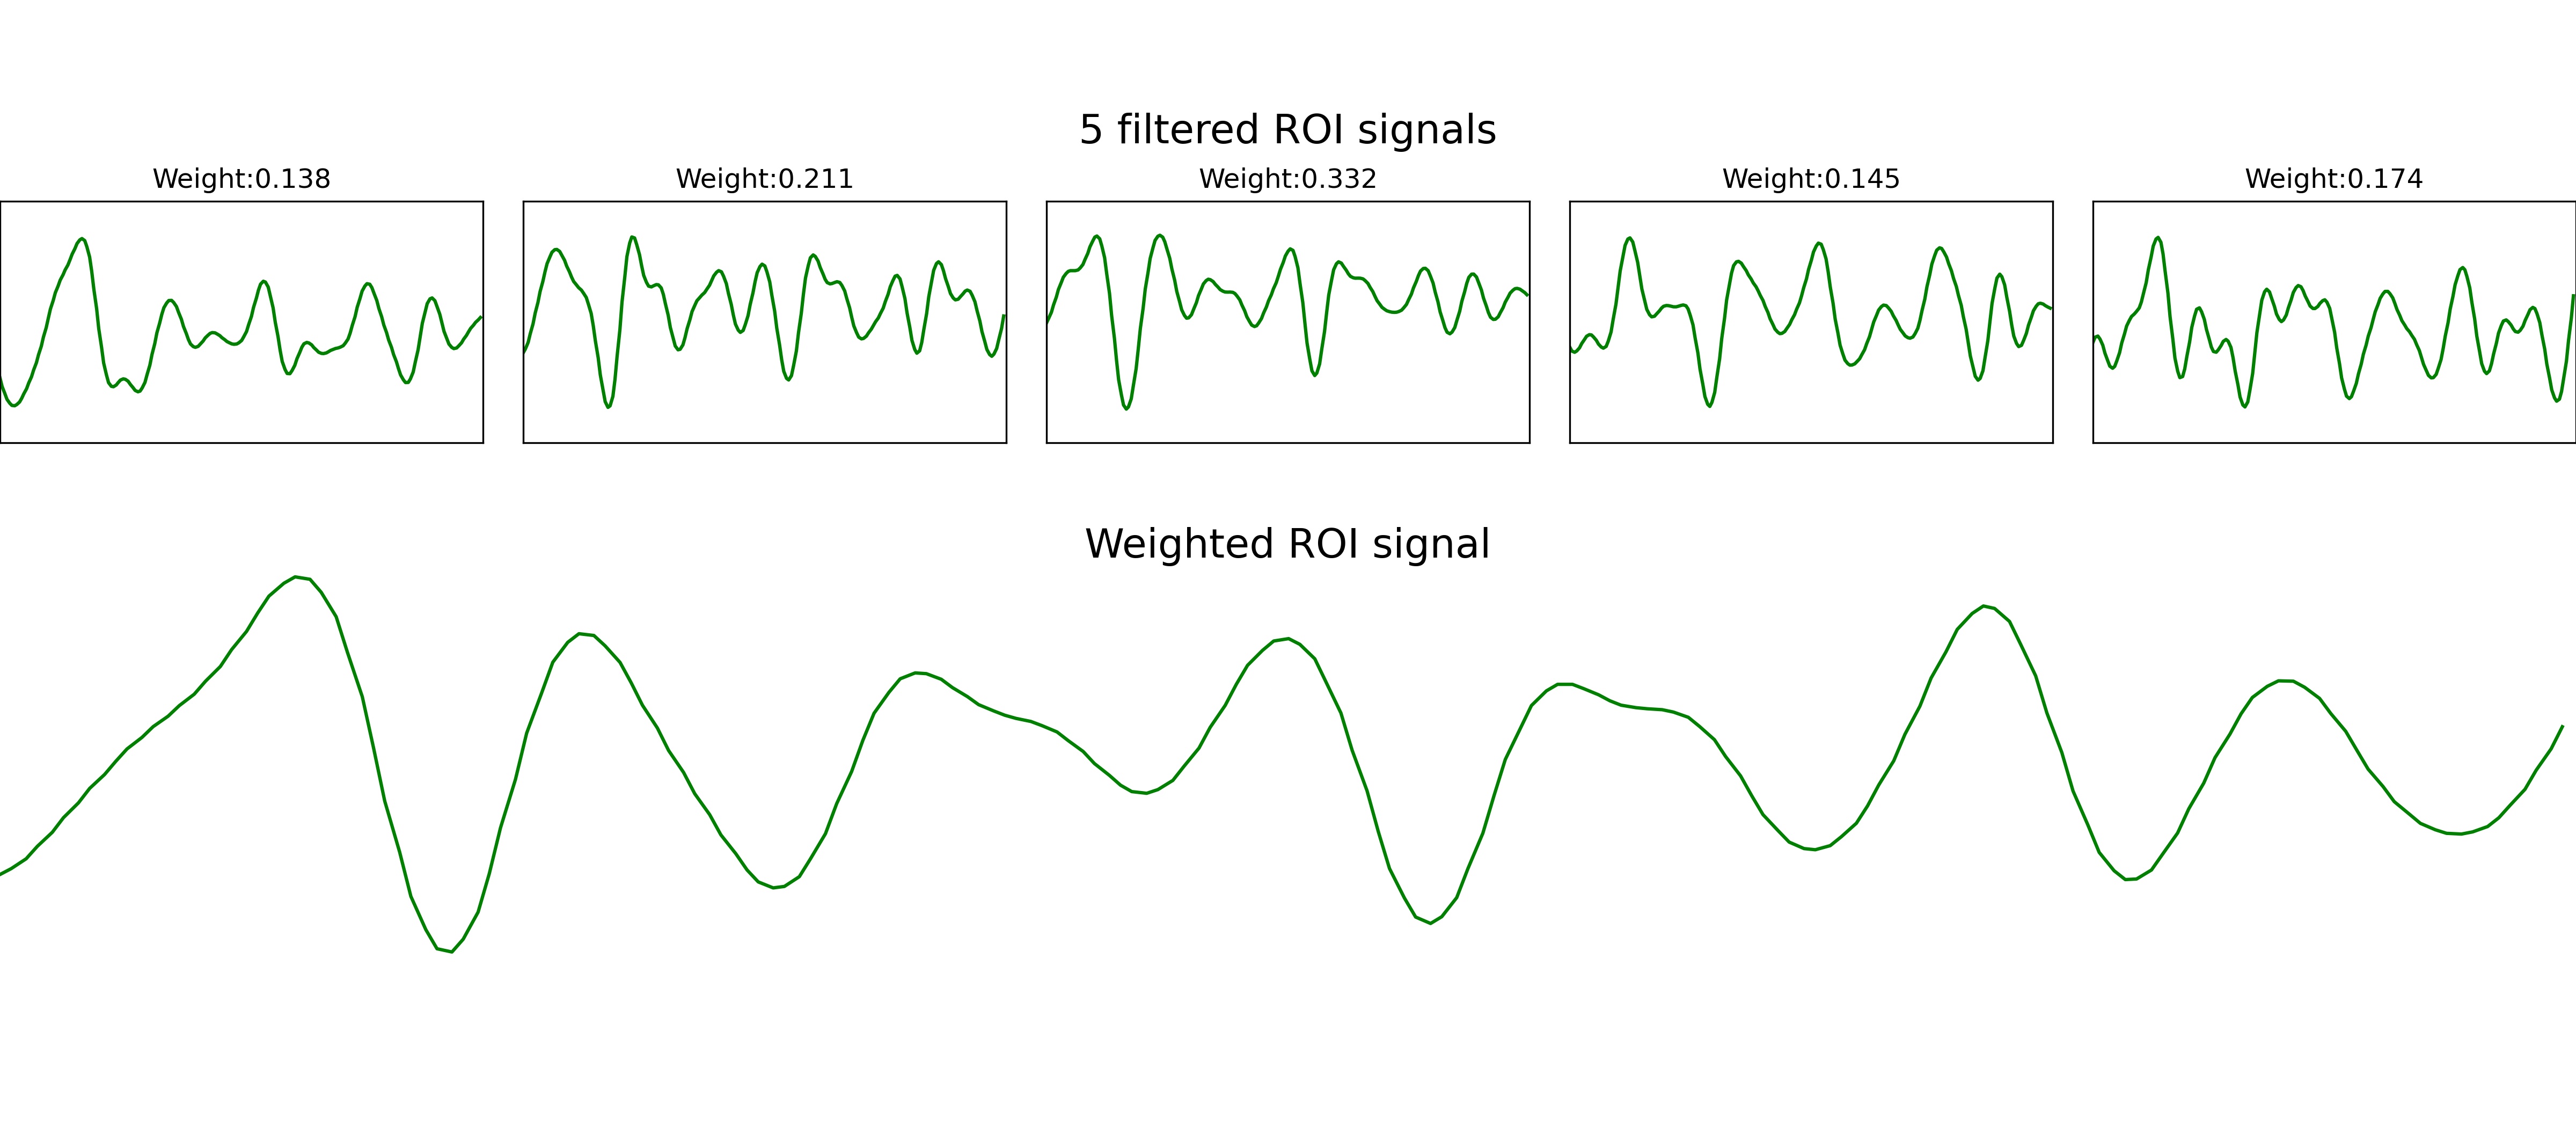 5 filtered ROI signals
Weight:0.138
Weight:0.211
Weight:0.332
Weight:0.145
Weight:0.174
Weighted ROI signal